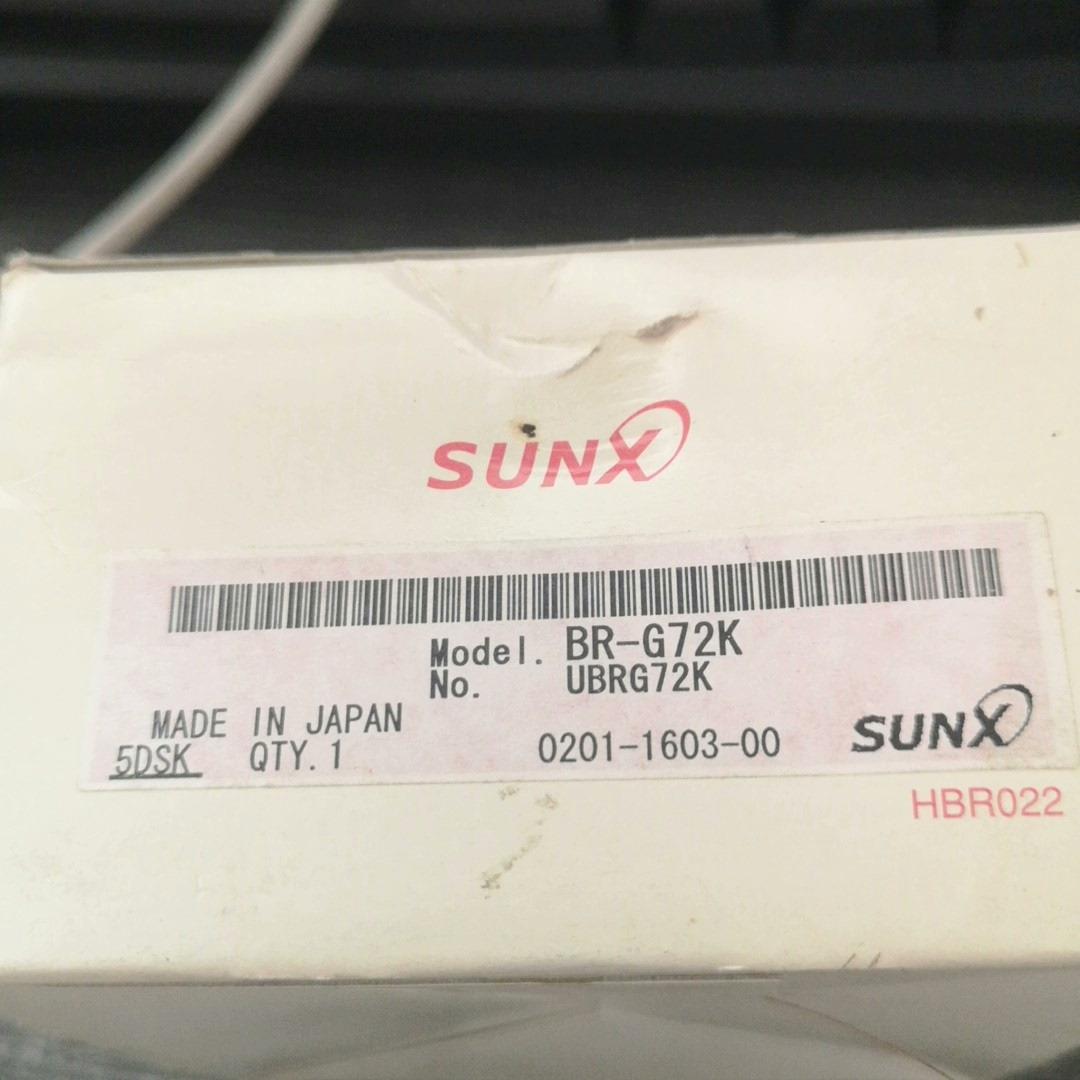 SUNX
Model. BR-G72K
No. UBRG72K
MADE IN JAPAN
5DSK QTY.1 0201-1603-00 SUNX
HBR022